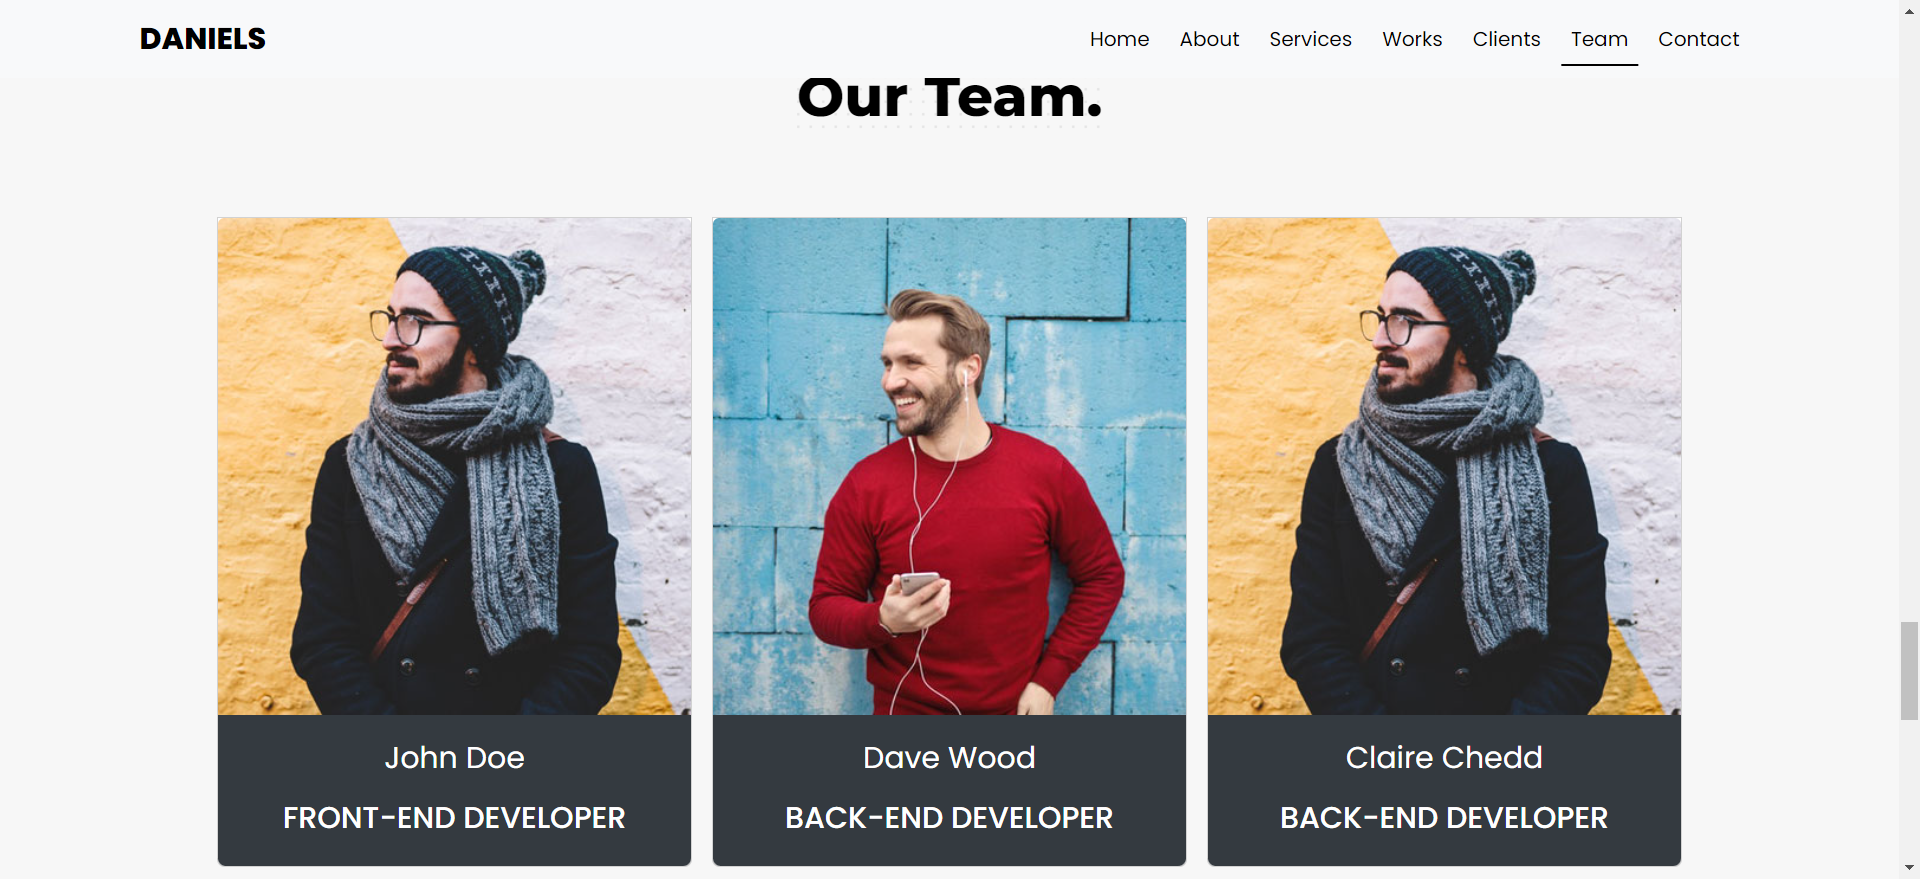 DANIELS
Home About Services Works Clients Team Contact
Our Team.
John Doe
FRONT-END DEVELOPER
Dave Wood
BACK-END DEVELOPER
Claire Chedd
BACK-END DEVELOPER